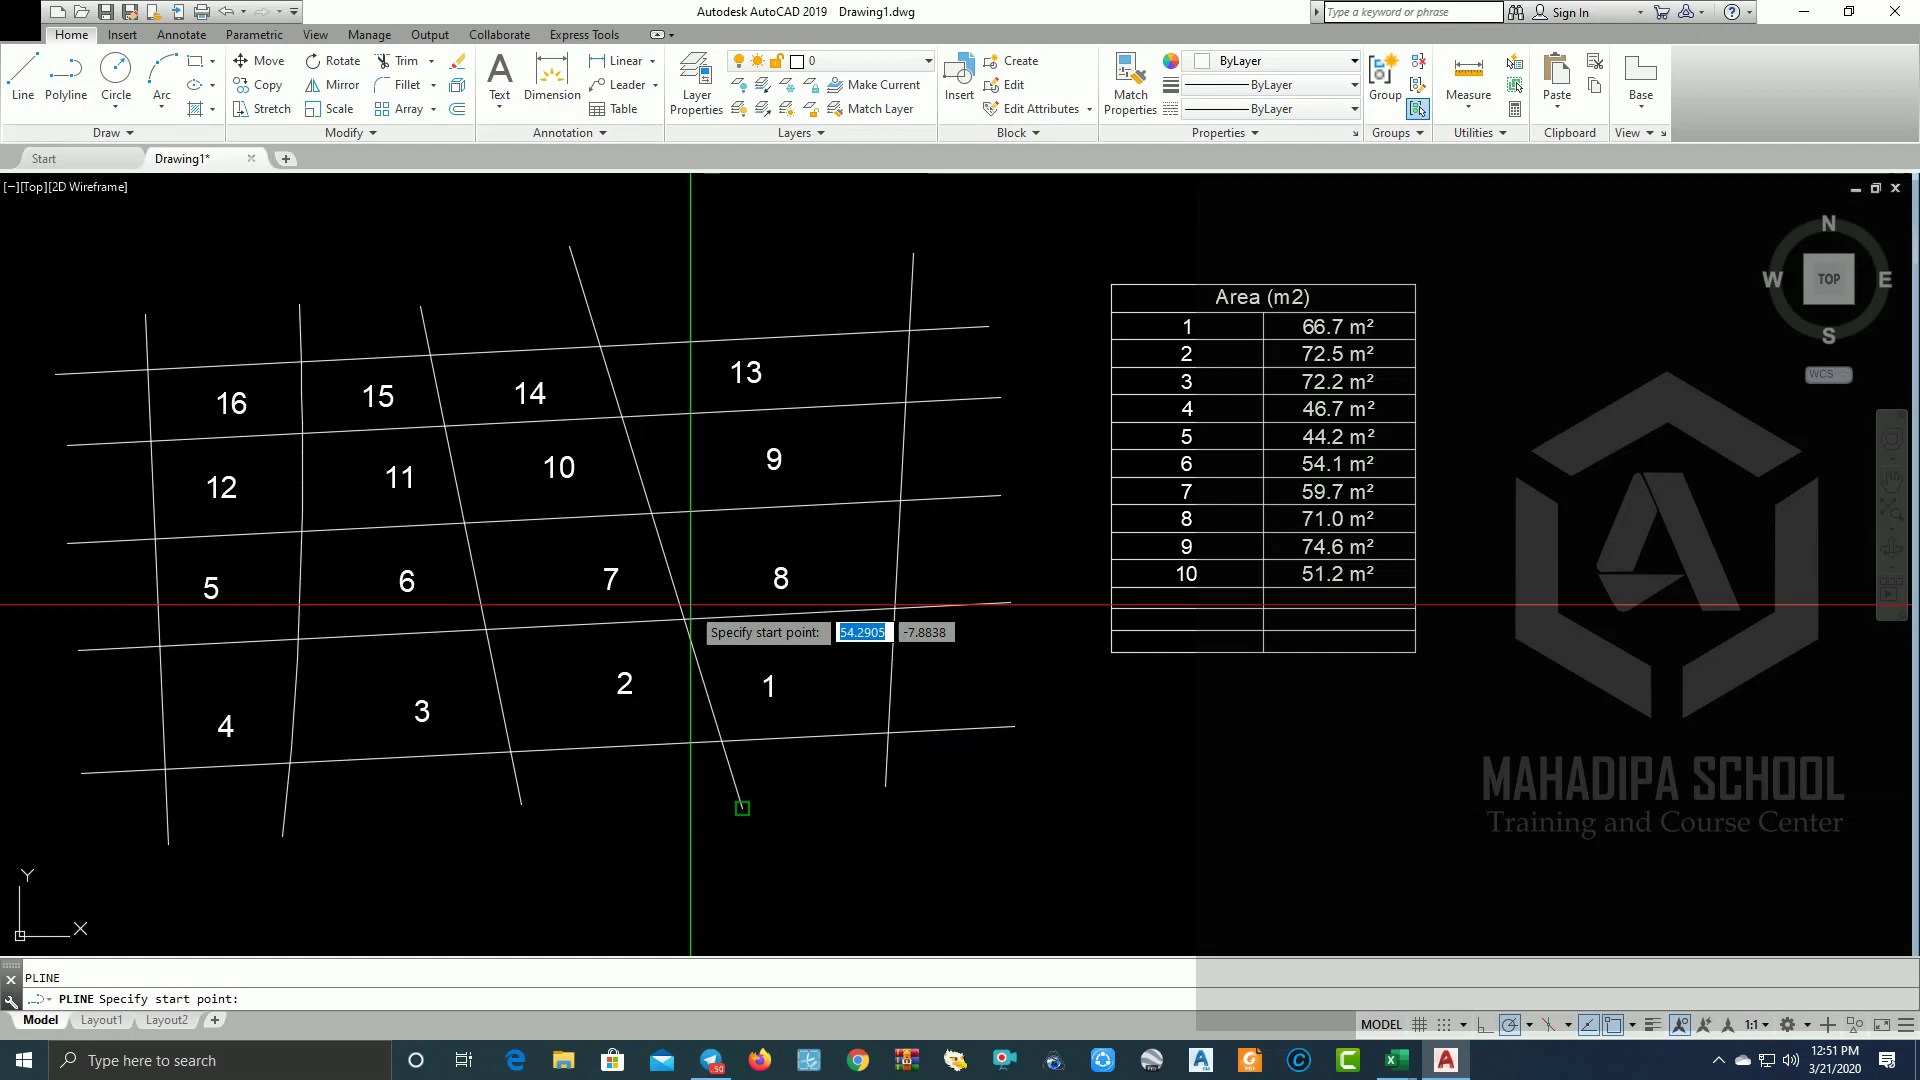 Autodesk AutoCAD 2019 Drawing1.dwg
Type a keyword or phrase
Sign In
Home Insert Annotate Parametric View Manage Output Collaborate Express Tools
Line Polyline Circle Arc
Move Rotate Trim
Copy Mirror Fillet
Stretch Scale Array
Text Dimension
Linear
Leader
Table
Layer Properties
0
Make Current
Match Layer
Insert
Create
Edit
Edit Attributes
Match Properties
ByLayer
ByLayer
ByLayer
Group
Measure
Paste
Base
Draw Modify Annotation Layers Block Properties Groups Utilities Clipboard View
Start Drawing1*
[−][Top][2D Wireframe]
N
W TOP E
S
WCS
16 15 14 13
12 11 10 9
5 6 7 8
4 3 2 1
Specify start point: 54.2905 -7.8838
Area (m2)
1 66.7 m²
2 72.5 m²
3 72.2 m²
4 46.7 m²
5 44.2 m²
6 54.1 m²
7 59.7 m²
8 71.0 m²
9 74.6 m²
10 51.2 m²
MAHADIPA SCHOOL
Training and Course Center
Y
X
PLINE
PLINE Specify start point:
Model Layout1 Layout2
MODEL 1:1
Type here to search
50
12:51 PM
3/21/2020